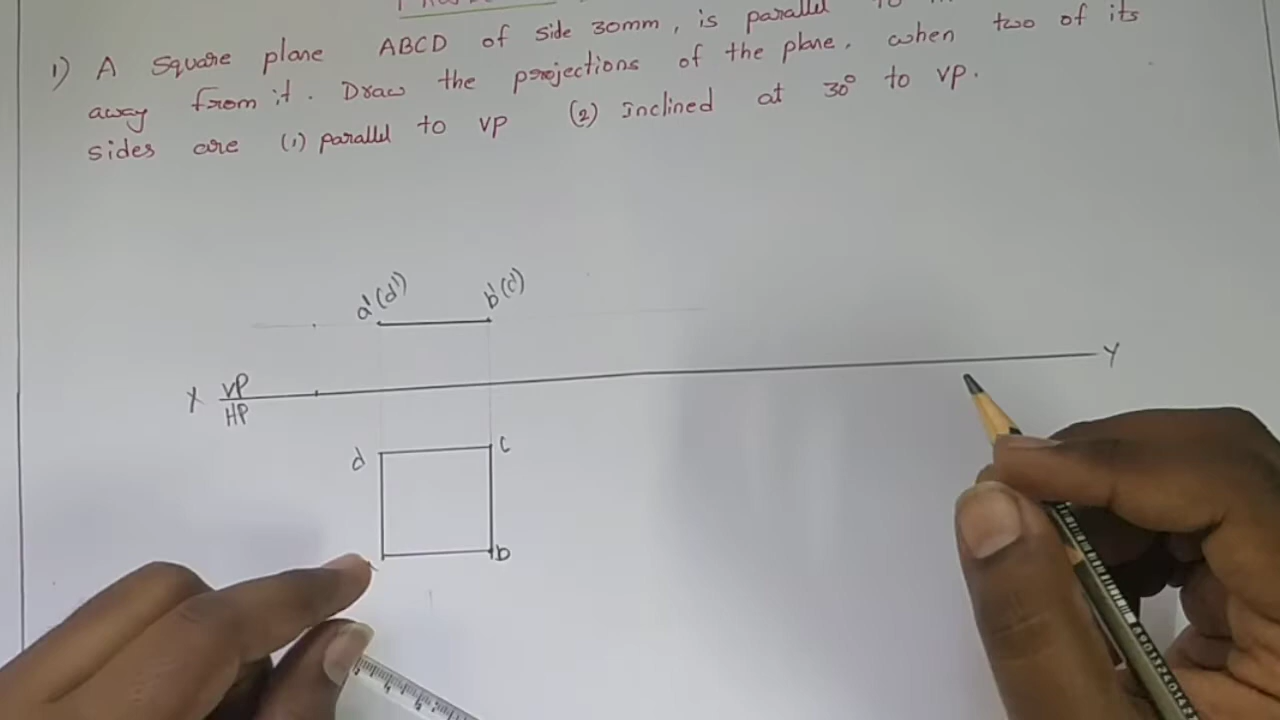 1) A square plane ABCD of side 30mm, is parallel
away from it. Draw the projections of the plane, when two of its
sides are (1) parallel to VP (2) Inclined at 30° to VP.
a'(d') b'(c')
X VP Y
HP
d c
b
A90132401421